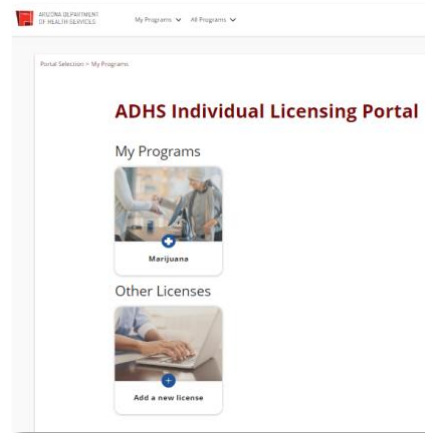 ARIZONA DEPARTMENT
OF HEALTH SERVICES
My Programs All Programs
Portal Selection > My Programs
ADHS Individual Licensing Portal
My Programs
Marijuana
Other Licenses
Add a new license